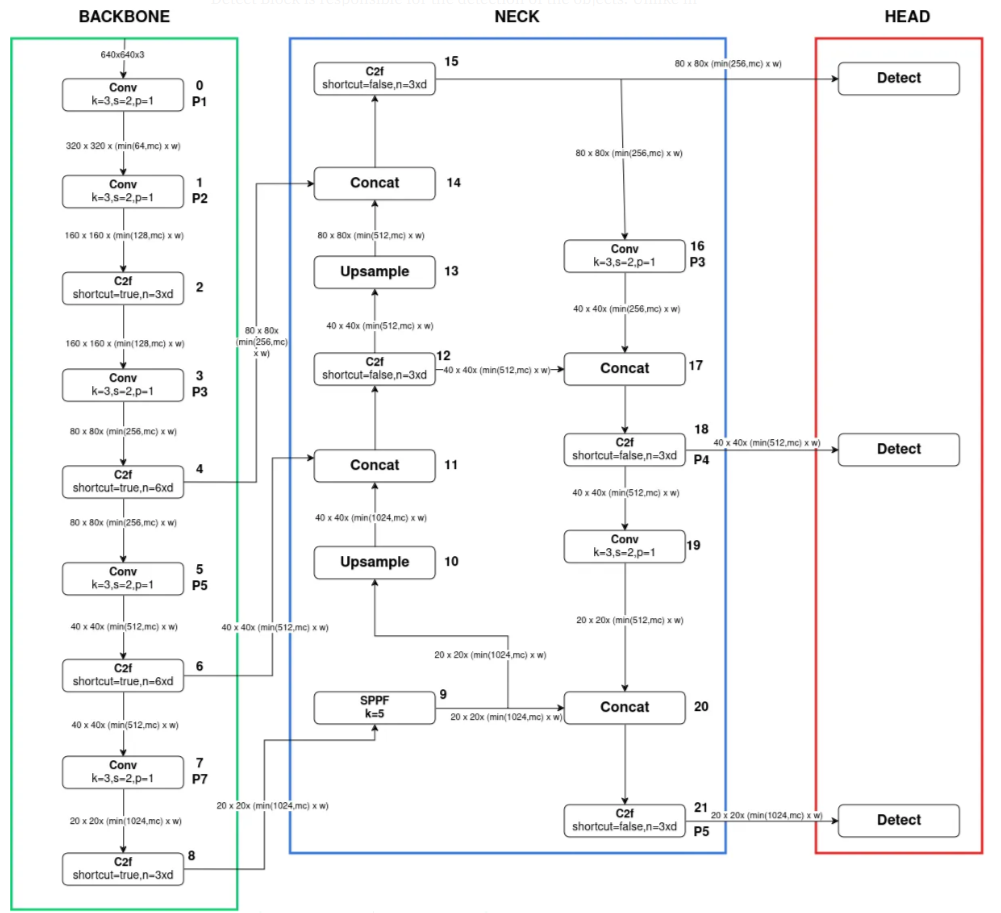 Detect block is responsible for the detection of the objects. Unlike in
BACKBONE
NECK
HEAD
640x640x3
Conv
k=3,s=2,p=1
0
P1
320 x 320 x (min(64,mc) x w)
Conv
k=3,s=2,p=1
1
P2
160 x 160 x (min(128,mc) x w)
C2f
shortcut=true,n=3xd
2
160 x 160 x (min(128,mc) x w)
Conv
k=3,s=2,p=1
3
P3
80 x 80x (min(256,mc) x w)
C2f
shortcut=true,n=6xd
4
80 x 80x (min(256,mc) x w)
Conv
k=3,s=2,p=1
5
P5
40 x 40x (min(512,mc) x w)
C2f
shortcut=true,n=6xd
6
40 x 40x (min(512,mc) x w)
Conv
k=3,s=2,p=1
7
P7
20 x 20x (min(1024,mc) x w)
C2f
shortcut=true,n=3xd
8
80 x 80x
(min(256,mc)
x w)
40 x 40x (min(512,mc) x w)
20 x 20x (min(1024,mc) x w)
C2f
shortcut=false,n=3xd
15
Concat
14
80 x 80x (min(512,mc) x w)
Upsample
13
40 x 40x (min(512,mc) x w)
C2f
shortcut=false,n=3xd
12
Concat
11
40 x 40x (min(1024,mc) x w)
Upsample
10
20 x 20x (min(1024,mc) x w)
SPPF
k=5
9
20 x 20x (min(1024,mc) x w)
80 x 80x (min(256,mc) x w)
80 x 80x (min(256,mc) x w)
Conv
k=3,s=2,p=1
16
P3
40 x 40x (min(256,mc) x w)
40 x 40x (min(512,mc) x w)
Concat
17
C2f
shortcut=false,n=3xd
18
P4
40 x 40x (min(512,mc) x w)
40 x 40x (min(512,mc) x w)
Conv
k=3,s=2,p=1
19
20 x 20x (min(512,mc) x w)
Concat
20
C2f
shortcut=false,n=3xd
21
P5
20 x 20x (min(1024,mc) x w)
Detect
Detect
Detect